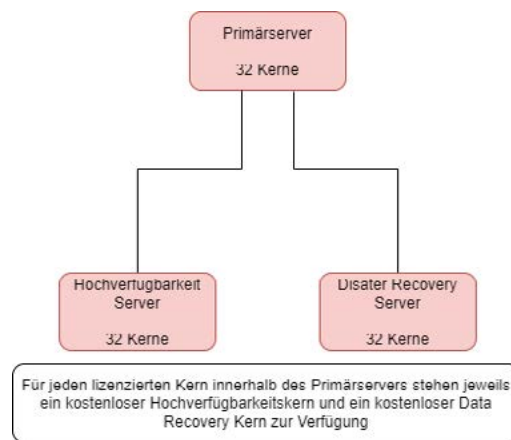 Primärserver
32 Kerne
Hochverfügbarkeit
Server
32 Kerne
Disater Recovery
Server
32 Kerne
Für jeden lizenzierten Kern innerhalb des Primärservers stehen jeweils
ein kostenloser Hochverfügbarkeitskern und ein kostenloser Data
Recovery Kern zur Verfügung